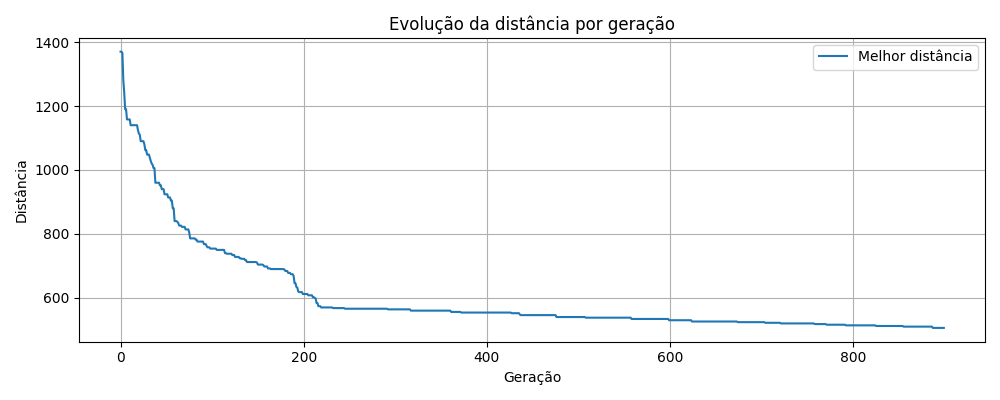 Evolução da distância por geração
Melhor distância
Distância
1400
1200
1000
800
600
0
200
400
600
800
Geração